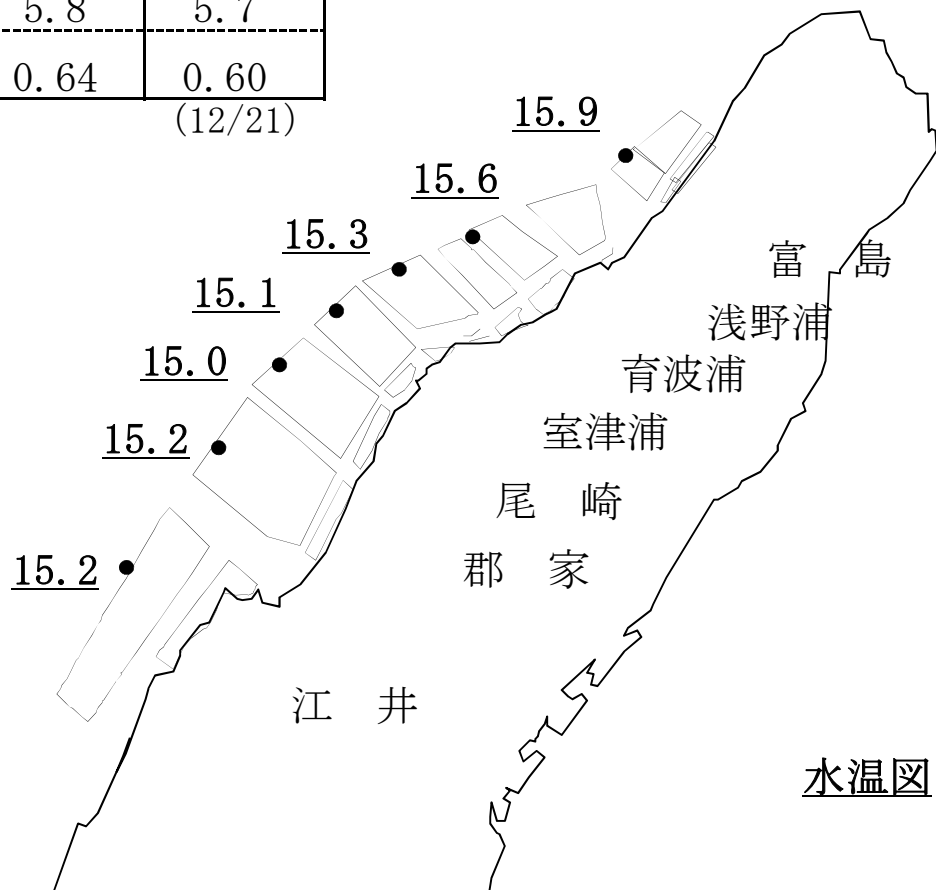 5.8 5.7
0.64 0.60
(12/21)
15.9
15.6
15.3
15.1
15.0
15.2
15.2
富 島
浅野浦
育波浦
室津浦
尾 崎
郡 家
江 井
水温図